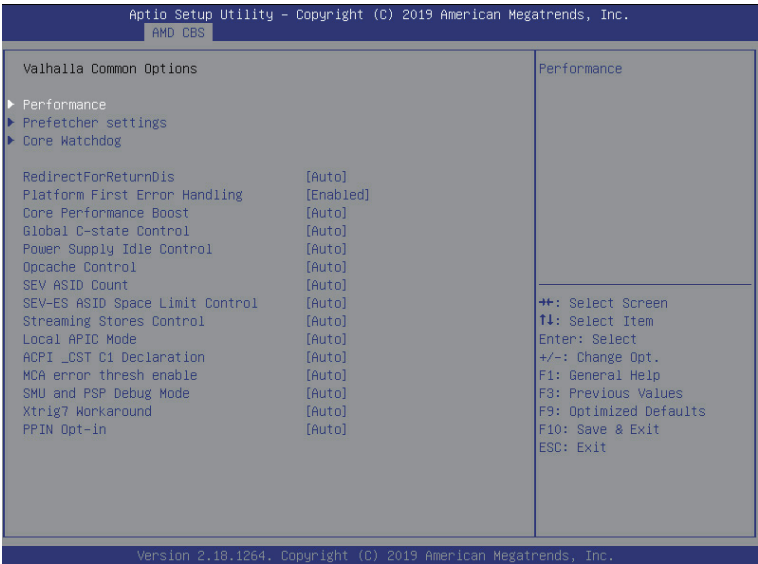 Aptio Setup Utility – Copyright (C) 2019 American Megatrends, Inc.
AMD CBS
Valhalla Common Options
Performance
Prefetcher settings
Core Watchdog
RedirectForReturnDis [Auto]
Platform First Error Handling [Enabled]
Core Performance Boost [Auto]
Global C-state Control [Auto]
Power Supply Idle Control [Auto]
Opcache Control [Auto]
SEV ASID Count [Auto]
SEV-ES ASID Space Limit Control [Auto]
Streaming Stores Control [Auto]
Local APIC Mode [Auto]
ACPI _CST C1 Declaration [Auto]
MCA error thresh enable [Auto]
SMU and PSP Debug Mode [Auto]
Xtrig7 Workaround [Auto]
PPIN Opt-in [Auto]
Performance
→←: Select Screen
↑↓: Select Item
Enter: Select
+/-: Change Opt.
F1: General Help
F3: Previous Values
F9: Optimized Defaults
F10: Save & Exit
ESC: Exit
Version 2.18.1264. Copyright (C) 2019 American Megatrends, Inc.